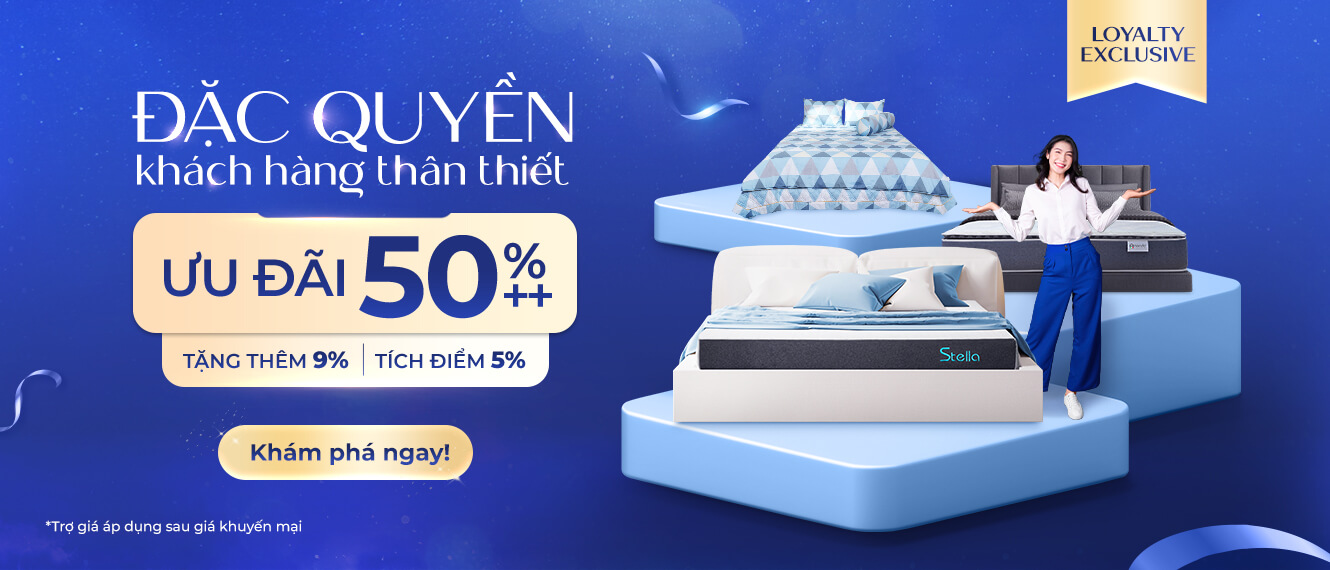 LOYALTY
EXCLUSIVE
ĐẶC QUYỀN
khách hàng thân thiết
ƯU ĐÃI 50%++
TẶNG THÊM 9% | TÍCH ĐIỂM 5%
Khám phá ngay!
*Trợ giá áp dụng sau giá khuyến mại
Stella